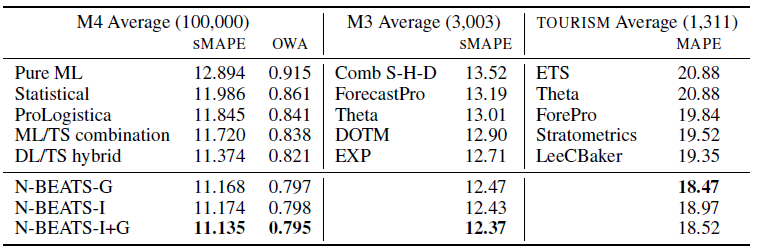 M4 Average (100,000) M3 Average (3,003) TOURISM Average (1,311)
SMAPE OWA SMAPE MAPE
Pure ML 12.894 0.915 Comb S-H-D 13.52 ETS 20.88
Statistical 11.986 0.861 ForecastPro 13.19 Theta 20.88
ProLogistica 11.845 0.841 Theta 13.01 ForePro 19.84
ML/TS combination 11.720 0.838 DOTM 12.90 Stratometrics 19.52
DL/TS hybrid 11.374 0.821 EXP 12.71 LeeCBaker 19.35
N-BEATS-G 11.168 0.797 12.47 18.47
N-BEATS-I 11.174 0.798 12.43 18.97
N-BEATS-I+G 11.135 0.795 12.37 18.52